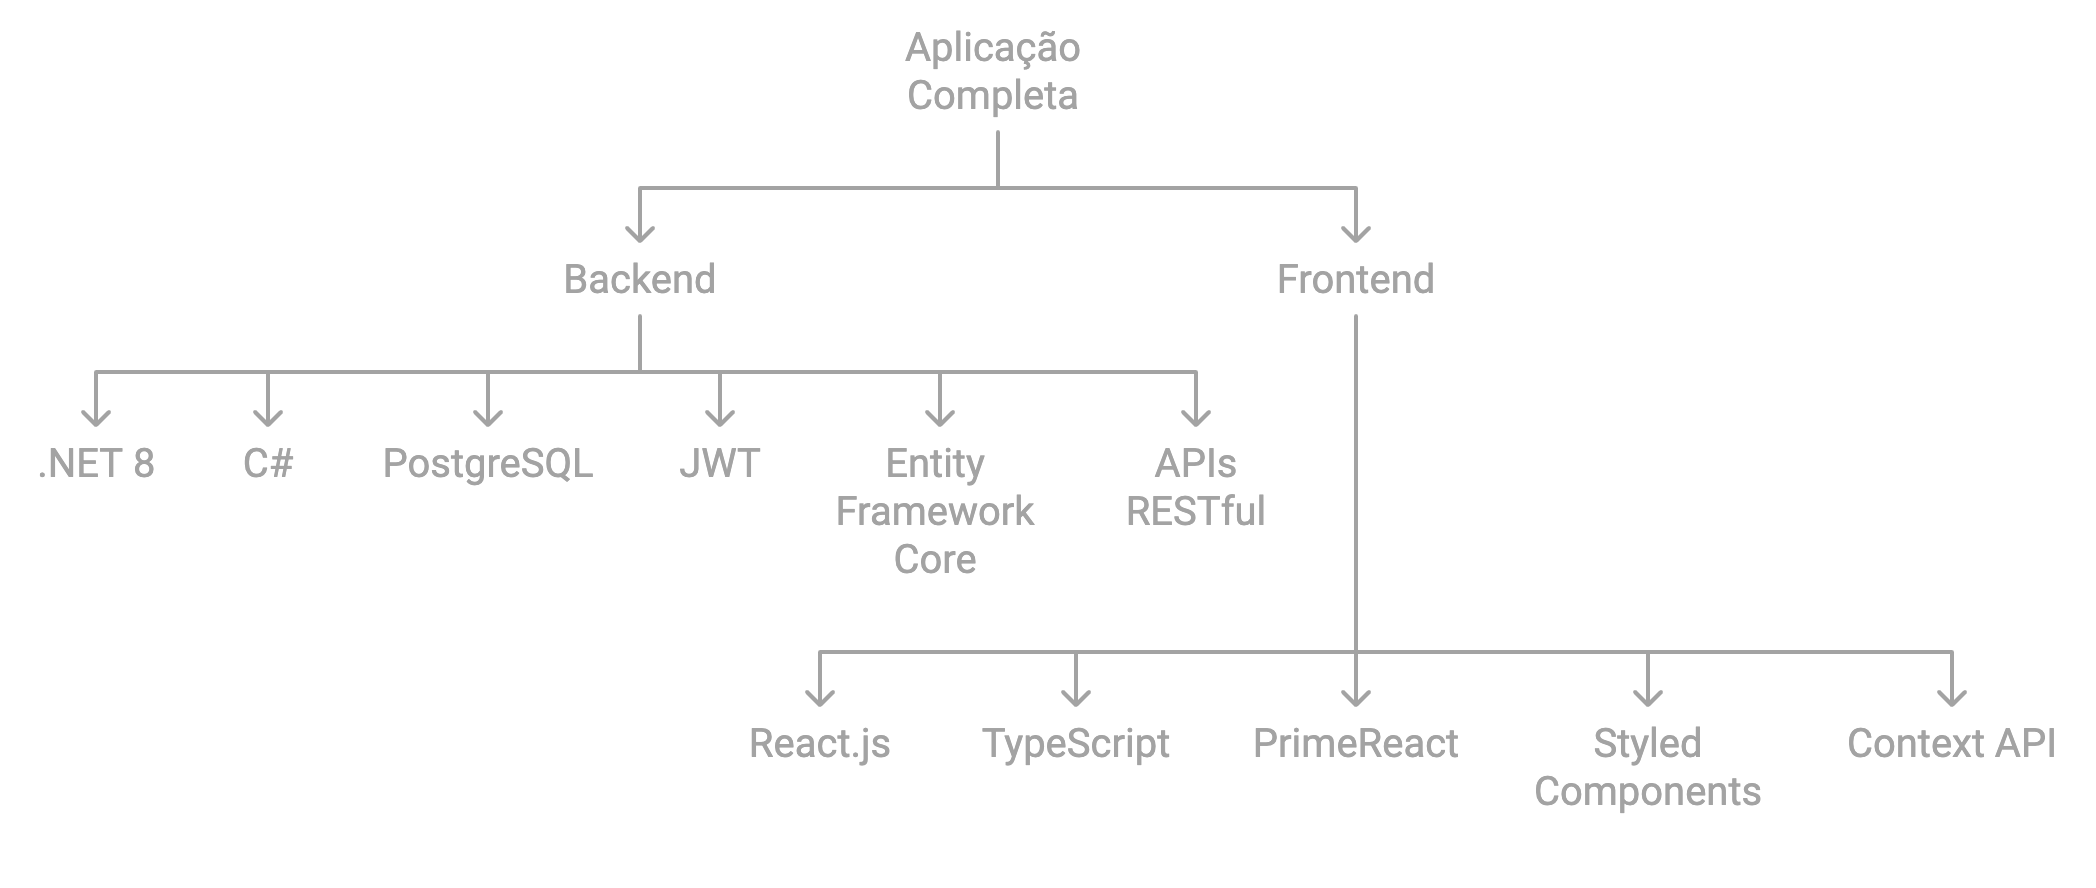 Aplicação
Completa
Backend
Frontend
.NET 8
C#
PostgreSQL
JWT
Entity
Framework
Core
APIs
RESTful
React.js
TypeScript
PrimeReact
Styled
Components
Context API